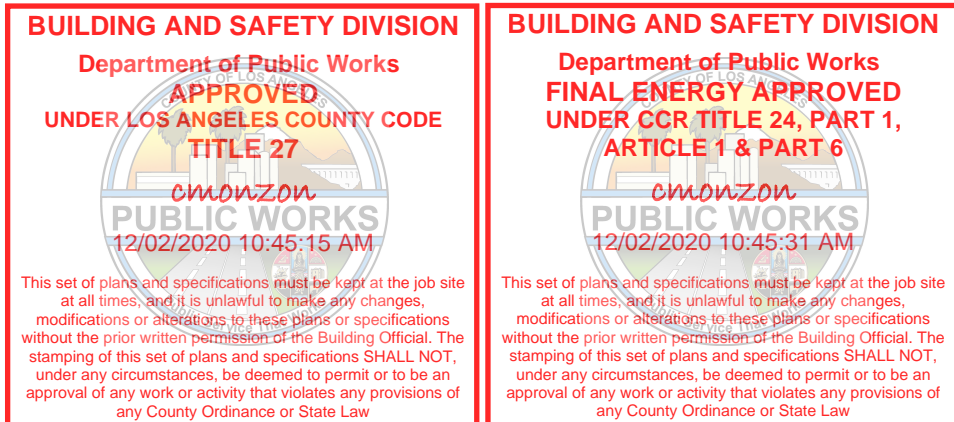 BUILDING AND SAFETY DIVISION
Department of Public Works
APPROVED
UNDER LOS ANGELES COUNTY CODE
TITLE 27
cmonzon
PUBLIC WORKS
12/02/2020 10:45:15 AM
This set of plans and specifications must be kept at the job site
at all times, and it is unlawful to make any changes,
modifications or alterations to these plans or specifications
without the prior written permission of the Building Official. The
stamping of this set of plans and specifications SHALL NOT,
under any circumstances, be deemed to permit or to be an
approval of any work or activity that violates any provisions of
any County Ordinance or State Law
BUILDING AND SAFETY DIVISION
Department of Public Works
FINAL ENERGY APPROVED
UNDER CCR TITLE 24, PART 1,
ARTICLE 1 & PART 6
cmonzon
PUBLIC WORKS
12/02/2020 10:45:31 AM
This set of plans and specifications must be kept at the job site
at all times, and it is unlawful to make any changes,
modifications or alterations to these plans or specifications
without the prior written permission of the Building Official. The
stamping of this set of plans and specifications SHALL NOT,
under any circumstances, be deemed to permit or to be an
approval of any work or activity that violates any provisions of
any County Ordinance or State Law